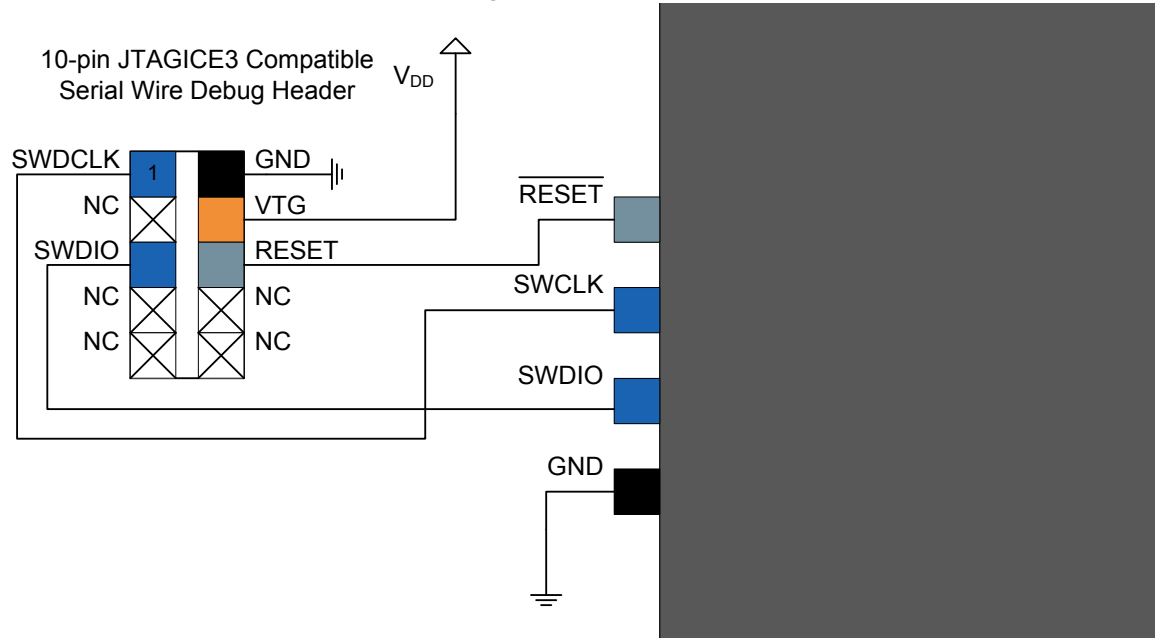 10-pin JTAGICE3 Compatible
Serial Wire Debug Header
VDD
SWDCLK
1
GND
NC
VTG
SWDIO
RESET
NC
NC
NC
NC
RESET
SWCLK
SWDIO
GND